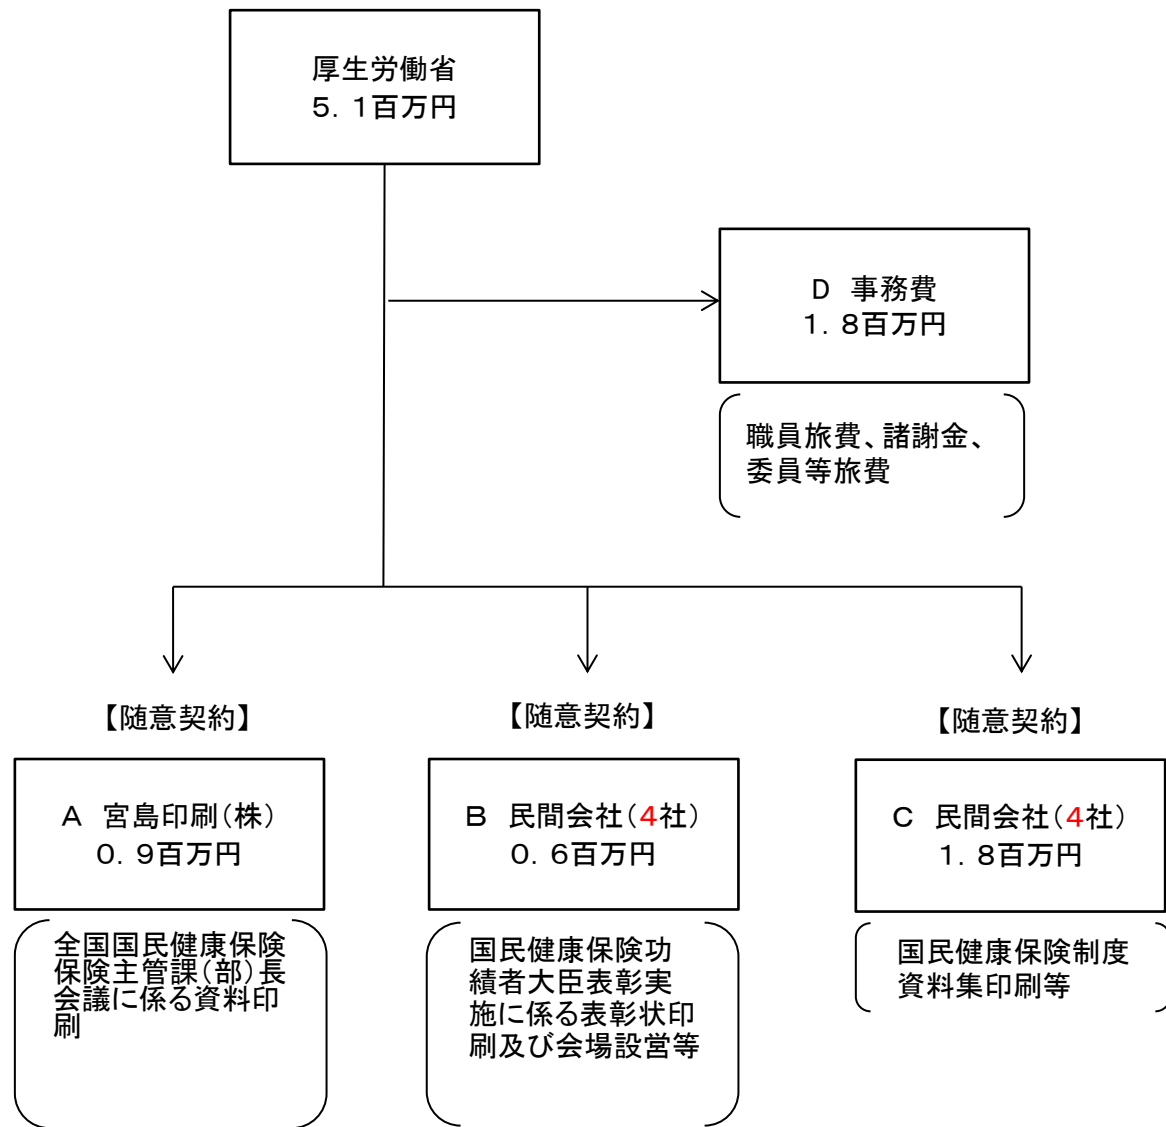 厚生労働省
５．１百万円
D　事務費
１．８百万円
職員旅費、諸謝金、
委員等旅費
【随意契約】
【随意契約】
【随意契約】
A　宮島印刷（株）
０．９百万円
B　民間会社（４社）
０．６百万円
C　民間会社（４社）
１．８百万円
全国国民健康保険
保険主管課（部）長
会議に係る資料印
刷
国民健康保険功
績者大臣表彰実
施に係る表彰状印
刷及び会場設営等
国民健康保険制度
資料集印刷等